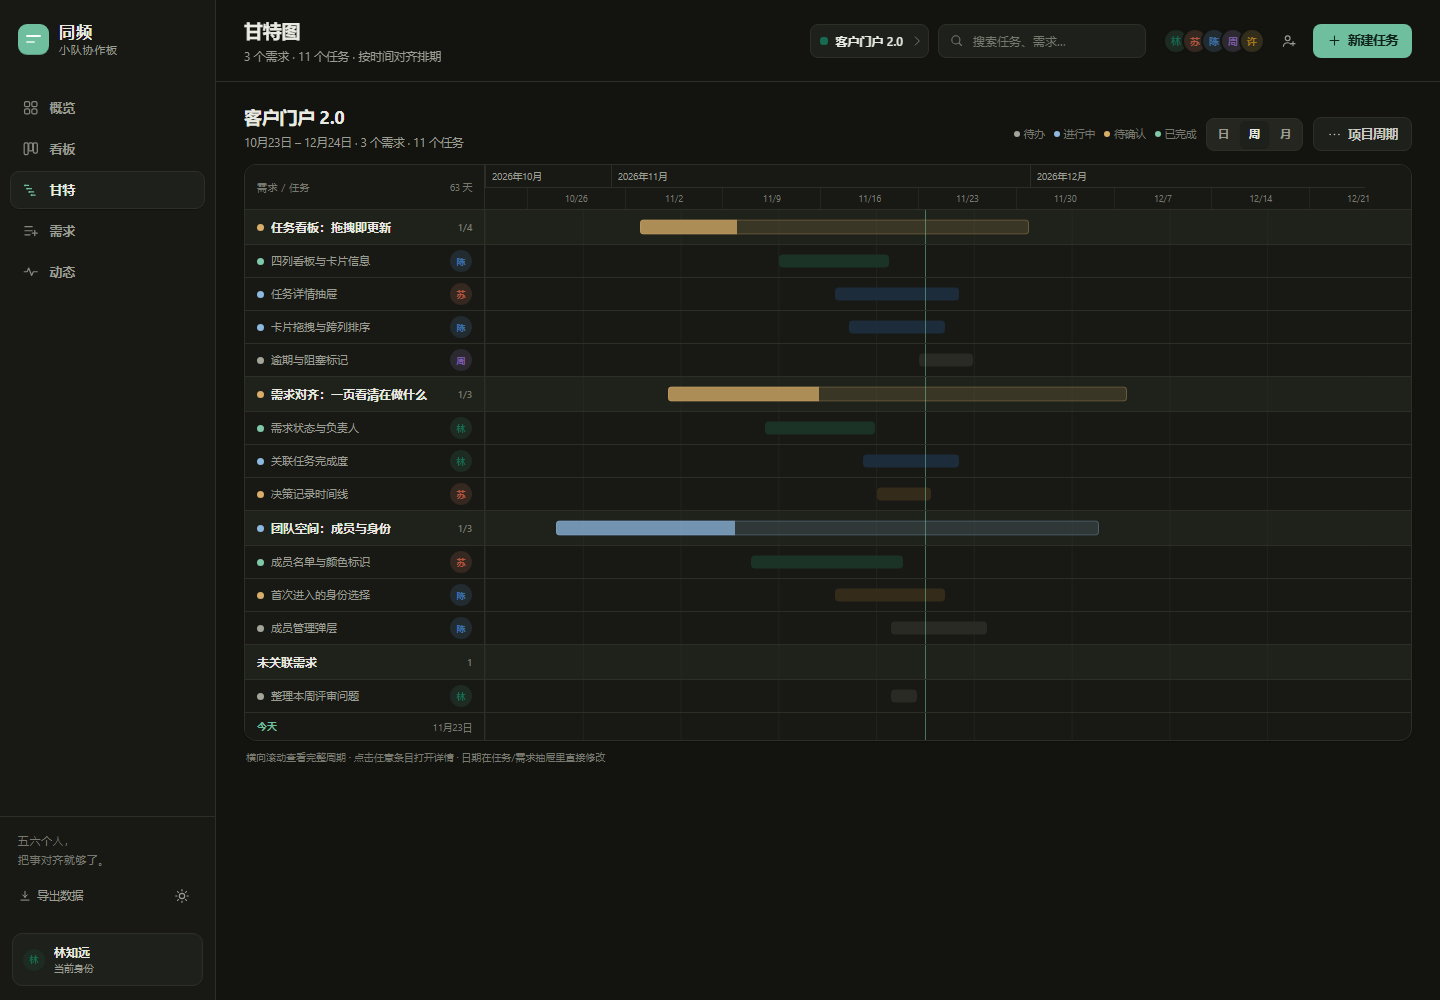 同频
小队协作板
概览
看板
甘特
需求
动态
五六个人，
把事对齐就够了。
导出数据
林
林知远
当前身份
甘特图
3 个需求 · 11 个任务 · 按时间对齐排期
客户门户 2.0
搜索任务、需求...
林 苏 陈 周 许
新建任务
客户门户 2.0
10月23日 – 12月24日 · 3 个需求 · 11 个任务
待办 进行中 待确认 已完成
日 周 月
··· 项目周期
需求 / 任务 63 天
2026年10月 2026年11月 2026年12月
10/26 11/2 11/9 11/16 11/23 11/30 12/7 12/14 12/21
任务看板：拖拽即更新 1/4
四列看板与卡片信息 陈
任务详情抽屉 苏
卡片拖拽与跨列排序 陈
逾期与阻塞标记 周
需求对齐：一页看清在做什么 1/3
需求状态与负责人 林
关联任务完成度 林
决策记录时间线 苏
团队空间：成员与身份 1/3
成员名单与颜色标识 苏
首次进入的身份选择 陈
成员管理弹层 陈
未关联需求 1
整理本周评审问题 林
今天 11月23日
横向滚动查看完整周期 · 点击任意条目打开详情 · 日期在任务/需求抽屉里直接修改